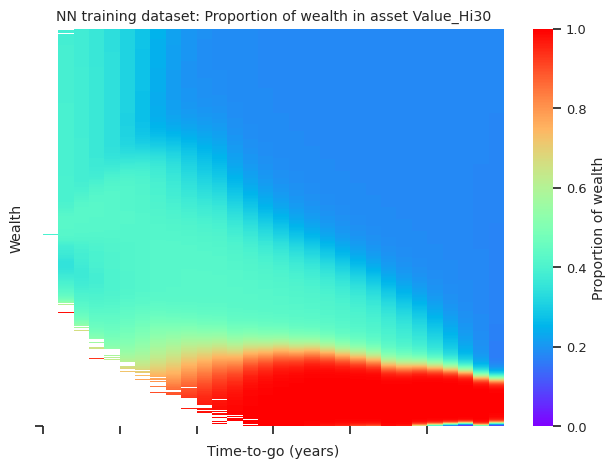 NN training dataset: Proportion of wealth in asset Value_Hi30
Wealth
Time-to-go (years)
1.0
0.8
0.6
0.4
0.2
0.0
Proportion of wealth